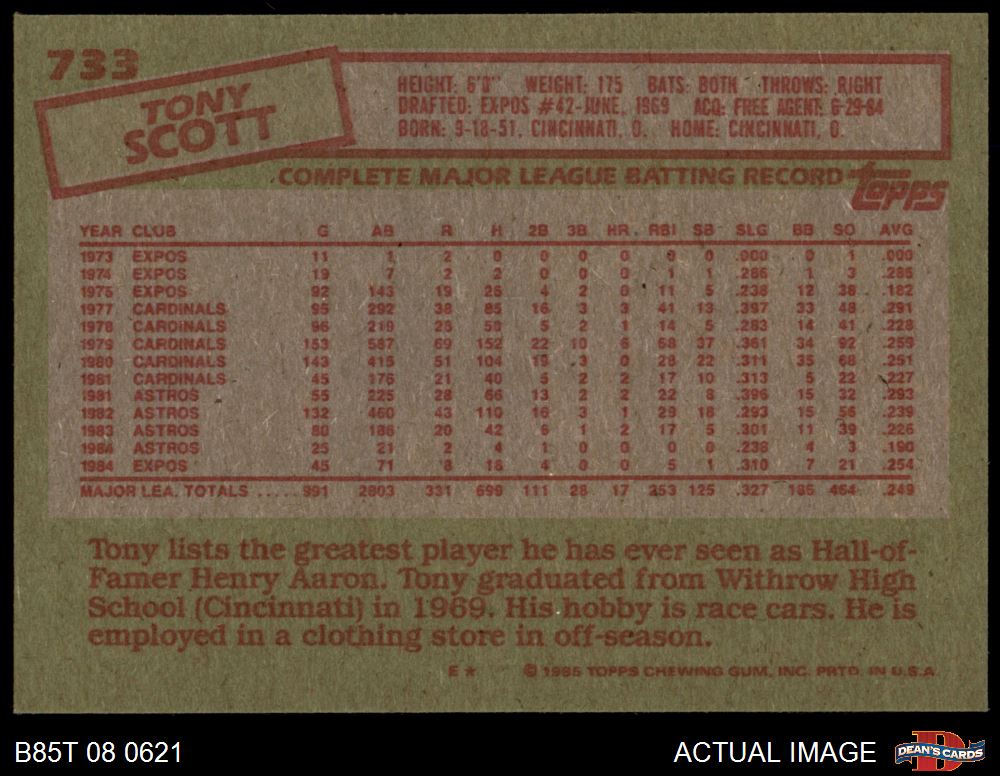 733
TONY
SCOTT
HEIGHT: 6'0" WEIGHT: 175 BATS: BOTH THROWS: RIGHT
DRAFTED: EXPOS #42-JUNE, 1969 ACQ: FREE AGENT: 6-29-84
BORN: 9-18-51, CINCINNATI, O. HOME: CINCINNATI, O.
COMPLETE MAJOR LEAGUE BATTING RECORD topps
YEAR CLUB G AB R H 2B 3B HR RBI SB SLG BB SO AVG
1973 EXPOS 11 1 2 0 0 0 0 0 0 .000 0 1 .000
1974 EXPOS 19 7 2 2 0 0 0 1 1 .286 1 3 .286
1975 EXPOS 92 143 19 26 4 2 0 11 5 .238 12 38 .182
1977 CARDINALS 95 292 38 85 16 3 3 41 13 .397 33 48 .291
1978 CARDINALS 96 219 28 50 5 2 1 14 5 .283 14 41 .228
1979 CARDINALS 153 587 69 152 22 10 6 68 37 .361 34 92 .259
1980 CARDINALS 143 415 51 104 19 3 0 28 22 .311 35 68 .251
1981 CARDINALS 45 176 21 40 5 2 2 17 10 .313 5 22 .227
1981 ASTROS 55 225 28 66 13 2 2 22 8 .396 15 32 .293
1982 ASTROS 132 460 43 110 16 3 1 29 18 .293 15 56 .239
1983 ASTROS 80 186 20 42 6 1 2 17 5 .301 11 39 .226
1984 ASTROS 25 21 2 4 1 0 0 0 0 .238 4 3 .190
1984 EXPOS 45 71 8 18 4 0 0 5 1 .310 7 21 .254
MAJOR LEA. TOTALS ..... 991 2803 331 699 111 28 17 253 125 .327 186 464 .249
Tony lists the greatest player he has ever seen as Hall-of-
Famer Henry Aaron. Tony graduated from Withrow High
School (Cincinnati) in 1969. His hobby is race cars. He is
employed in a clothing store in off-season.
E * © 1985 TOPPS CHEWING GUM, INC. PRTD. IN U.S.A.
B85T 08 0621 ACTUAL IMAGE DEAN'S CARDS